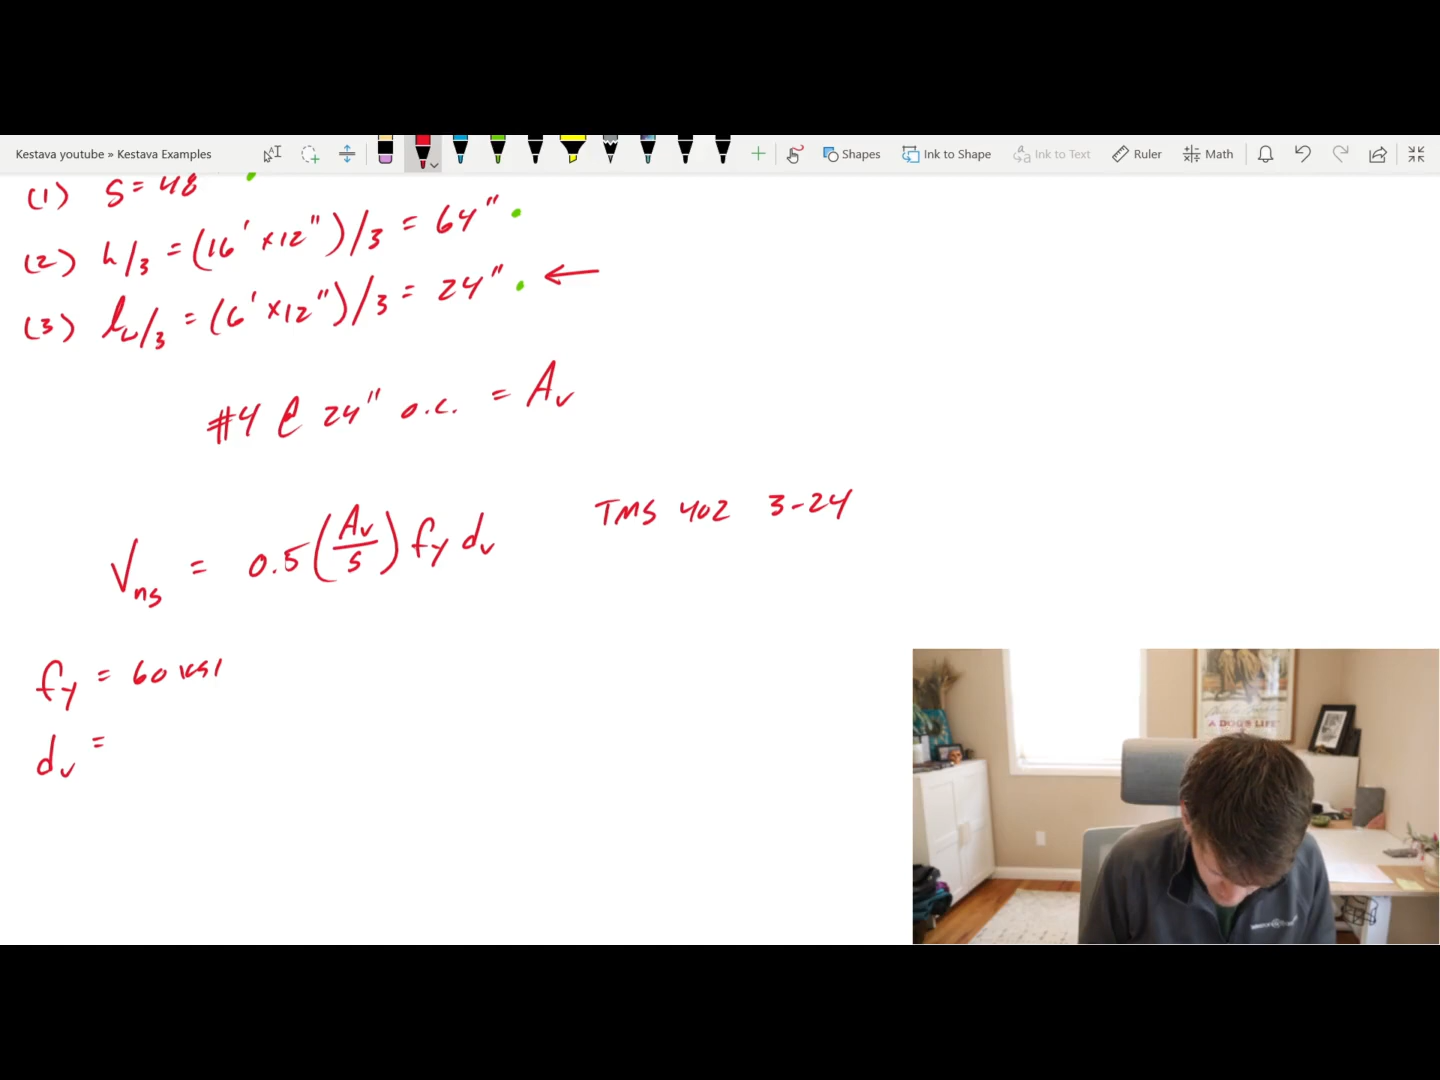 Kestava youtube » Kestava Examples
Shapes
Ink to Shape
Ink to Text
Ruler
Math
(1) S = 48
(2) h/3 = (16' x12")/3 = 64"
(3) lw/3 = (6' x12")/3 = 24" ←
#4 @ 24" o.c. = Av
Vns = 0.5 (Av/s) fy dv
TMS 402 3-24
fy = 60 ksi
dv =
A DOG'S LIFE